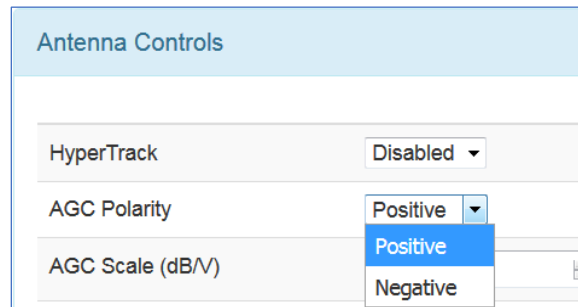 Antenna Controls
HyperTrack Disabled
AGC Polarity Positive
Positive
AGC Scale (dB/V)
Negative